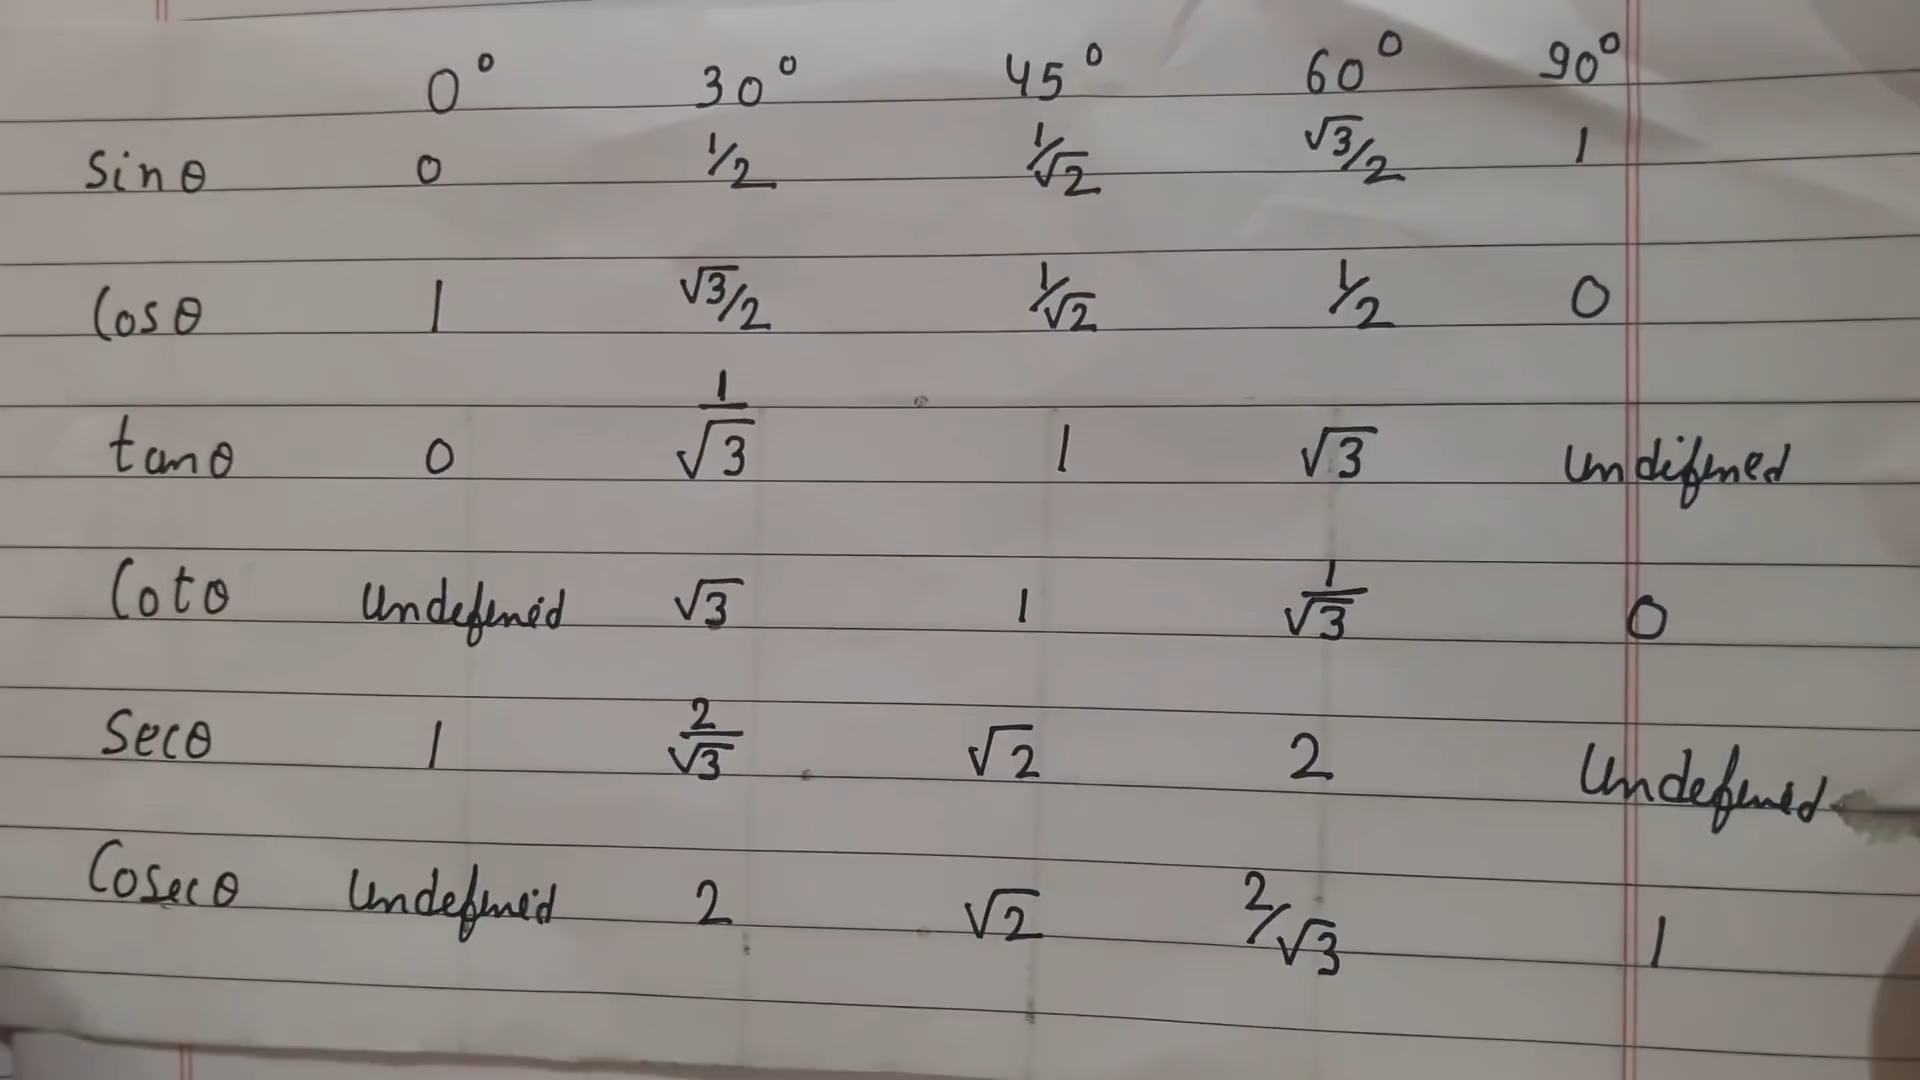 0° 30° 45° 60° 90°
Sinθ 0 1/2 1/√2 √3/2 1
Cosθ 1 √3/2 1/√2 1/2 0
tanθ 0 1/√3 1 √3 undifined
Cotθ Undefined √3 1 1/√3 0
Secθ 1 2/√3 √2 2 Undefined
Cosecθ Undefined 2 √2 2/√3 1